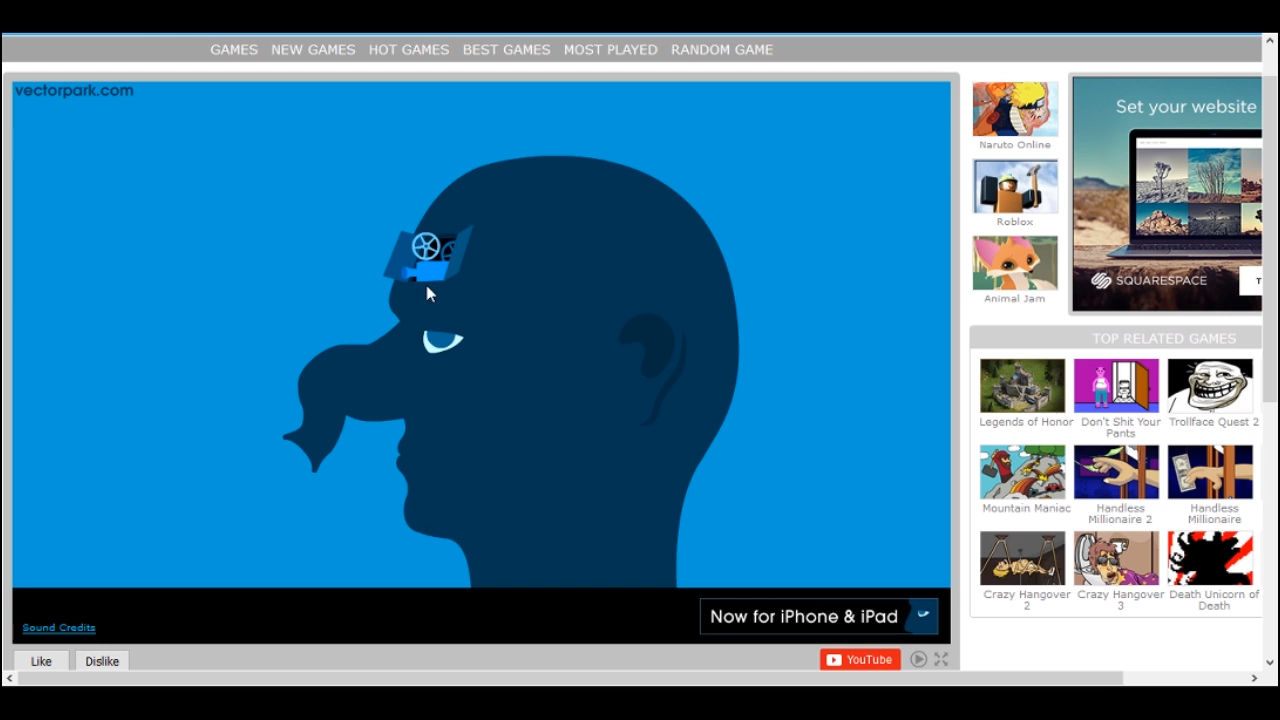 GAMES NEW GAMES HOT GAMES BEST GAMES MOST PLAYED RANDOM GAME
vectorpark.com
Sound Credits
Now for iPhone & iPad
Like Dislike
YouTube
Naruto Online
Roblox
Animal Jam
Set your website
SQUARESPACE
T
TOP RELATED GAMES
Legends of Honor
Don't Shit Your
Pants
Trollface Quest 2
Mountain Maniac
Handless
Millionaire 2
Handless
Millionaire
Crazy Hangover
2
Crazy Hangover
3
Death Unicorn of
Death